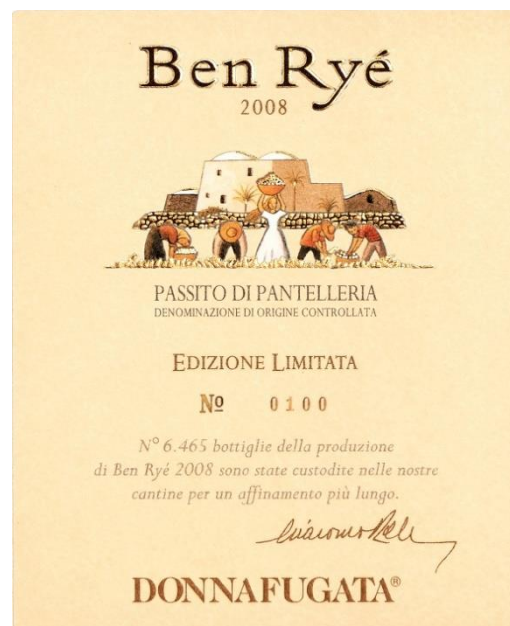 Ben Ryé
2008
PASSITO DI PANTELLERIA
DENOMINAZIONE DI ORIGINE CONTROLLATA
EDIZIONE LIMITATA
Nº 0100
N° 6.465 bottiglie della produzione
di Ben Ryé 2008 sono state custodite nelle nostre
cantine per un affinamento più lungo.
DONNAFUGATA®